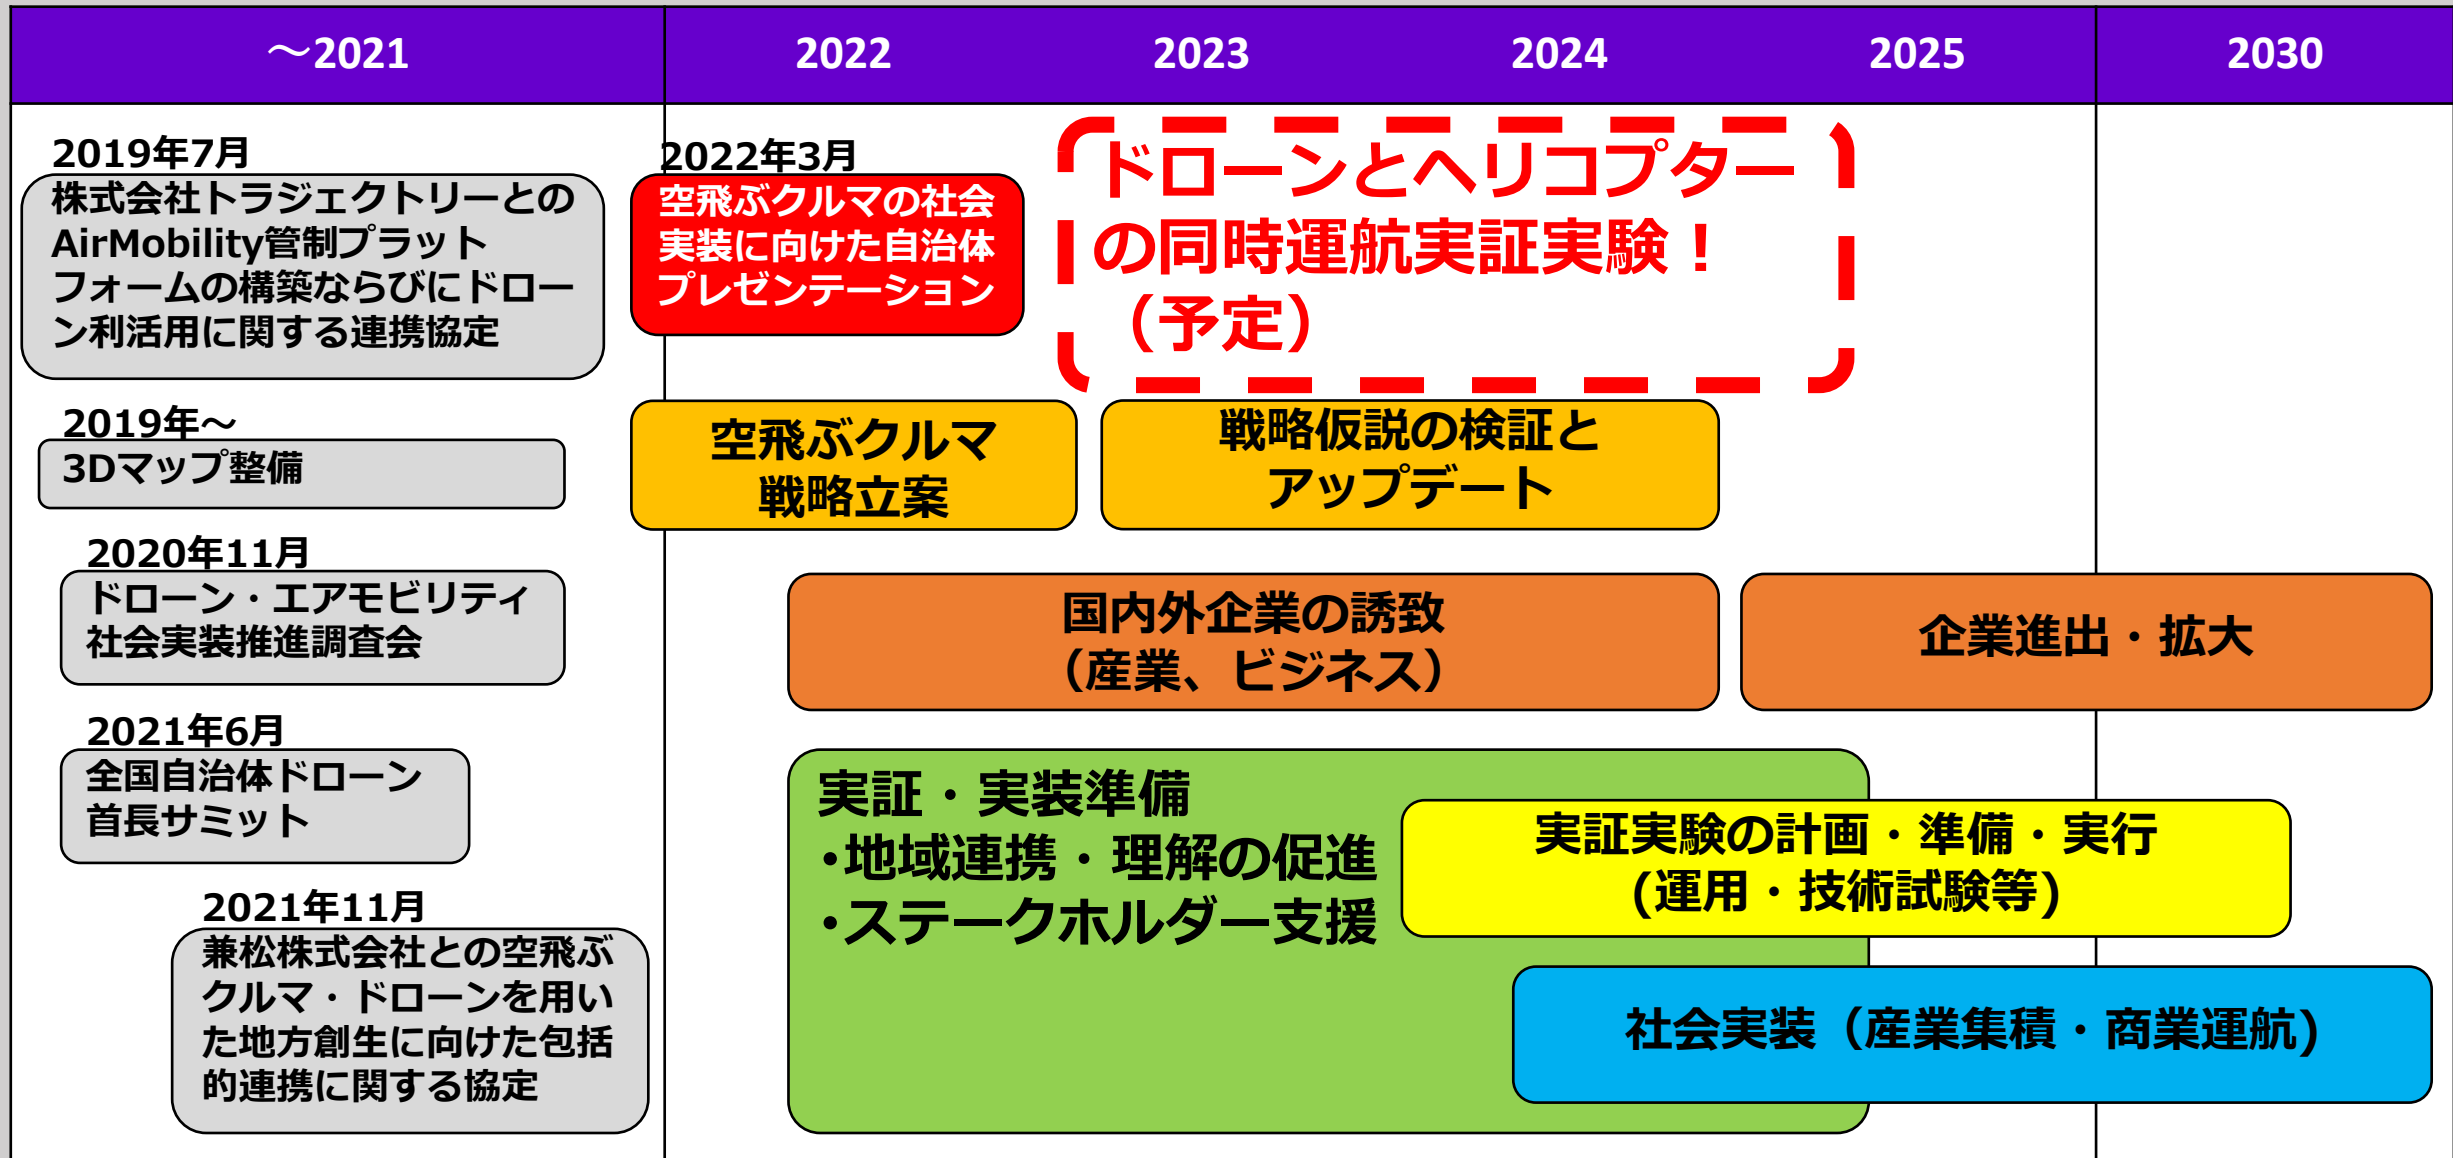 ～2021
2022
2023
2024
2025
2030
2019年7月
株式会社トラジェクトリーとの
AirMobility管制プラット
フォームの構築ならびにドロー
ン利活用に関する連携協定
2019年～
3Dマップ整備
2020年11月
ドローン・エアモビリティ
社会実装推進調査会
2021年6月
全国自治体ドローン
首長サミット
2021年11月
兼松株式会社との空飛ぶ
クルマ・ドローンを用い
た地方創生に向けた包括
的連携に関する協定
2022年3月
空飛ぶクルマの社会
実装に向けた自治体
プレゼンテーション
ドローンとヘリコプター
の同時運航実証実験！
（予定）
空飛ぶクルマ
戦略立案
戦略仮説の検証と
アップデート
国内外企業の誘致
（産業、ビジネス）
企業進出・拡大
実証・実装準備
・地域連携・理解の促進
・ステークホルダー支援
実証実験の計画・準備・実行
(運用・技術試験等)
社会実装（産業集積・商業運航)